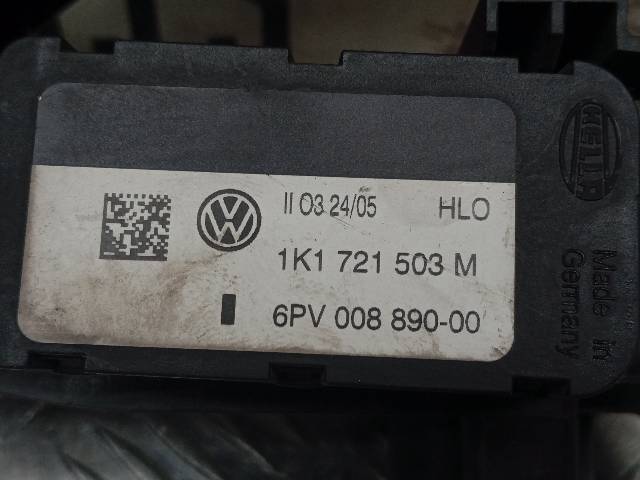 II 03 24/05 HLO
1K1 721 503 M
6PV 008 890-00
HELLA
Made in
Germany